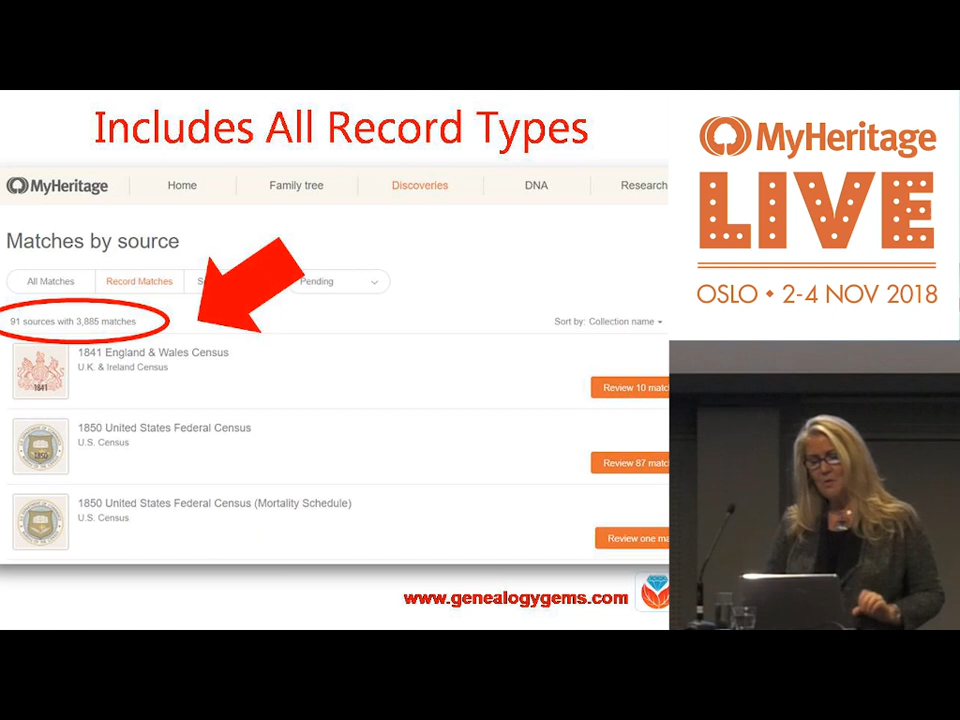 Includes All Record Types
MyHeritage
Home
Family tree
Discoveries
DNA
Research
Matches by source
All Matches
Record Matches
Pending
91 sources with 3,885 matches
Sort by: Collection name
1841
1841 England & Wales Census
U.K. & Ireland Census
Review 10
1850
1850 United States Federal Census
U.S. Census
Review 87
1850 United States Federal Census (Mortality Schedule)
U.S. Census
Review one
www.genealogygems.com
MyHeritage
LIVE
OSLO • 2-4 NOV 2018